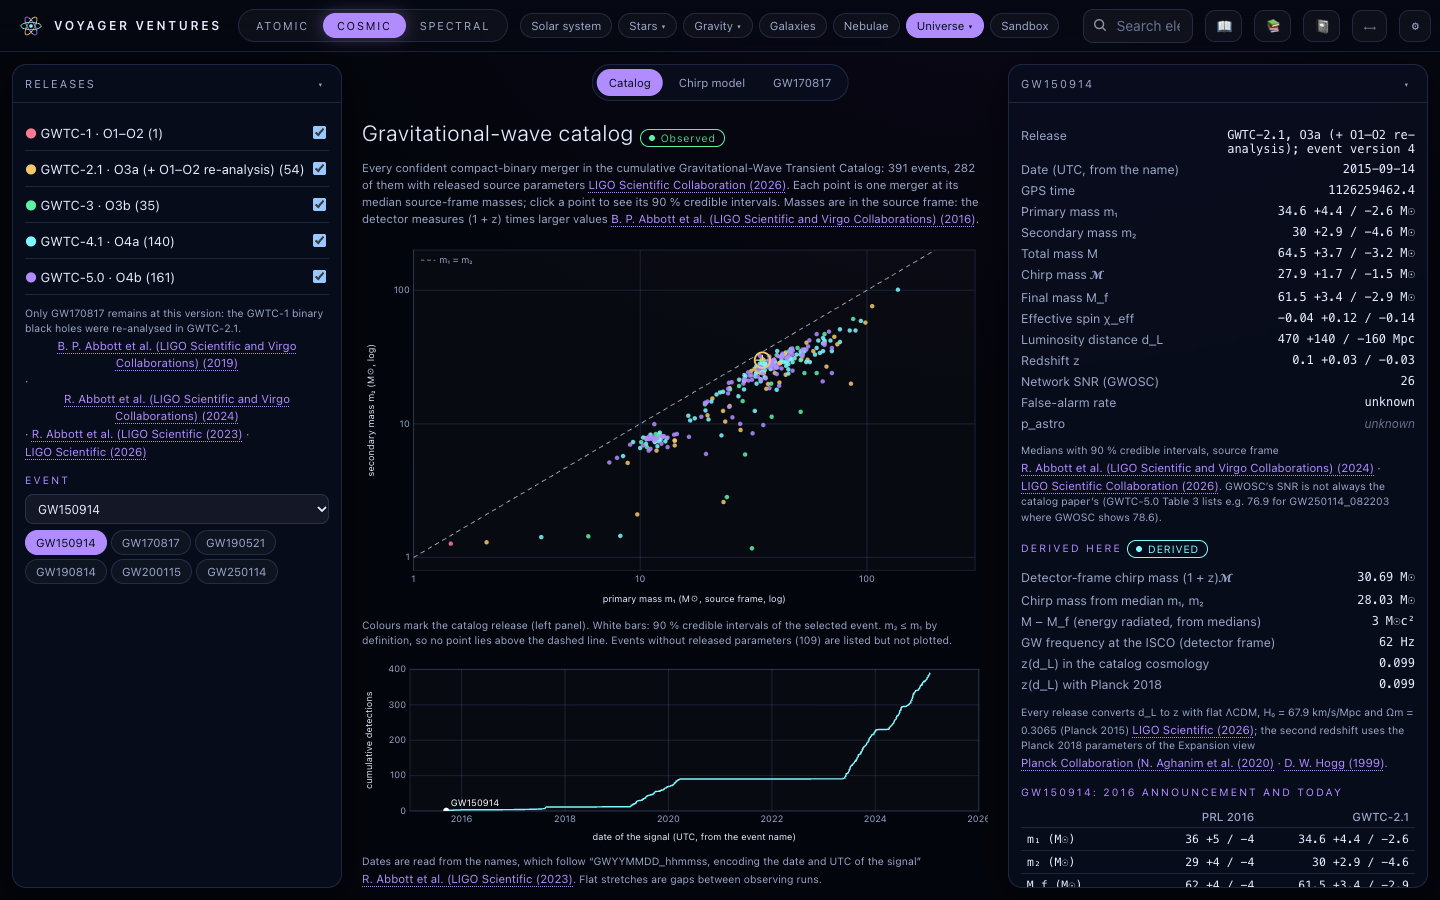 VOYAGER VENTURES
ATOMIC COSMIC SPECTRAL
Solar system Stars ▾ Gravity ▾ Galaxies Nebulae Universe ▾ Sandbox
Search ele
RELEASES
GWTC-1 · O1–O2 (1)
GWTC-2.1 · O3a (+ O1–O2 re-analysis) (54)
GWTC-3 · O3b (35)
GWTC-4.1 · O4a (140)
GWTC-5.0 · O4b (161)
Only GW170817 remains at this version: the GWTC-1 binary
black holes were re-analysed in GWTC-2.1.
B. P. Abbott et al. (LIGO Scientific and Virgo
Collaborations) (2019)
·
R. Abbott et al. (LIGO Scientific and Virgo
Collaborations) (2024)
· R. Abbott et al. (LIGO Scientific (2023) ·
LIGO Scientific (2026)
EVENT
GW150914
GW150914 GW170817 GW190521
GW190814 GW200115 GW250114
Catalog Chirp model GW170817
Gravitational-wave catalog Observed
Every confident compact-binary merger in the cumulative Gravitational-Wave Transient Catalog: 391 events, 282
of them with released source parameters LIGO Scientific Collaboration (2026). Each point is one merger at its
median source-frame masses; click a point to see its 90 % credible intervals. Masses are in the source frame: the
detector measures (1 + z) times larger values B. P. Abbott et al. (LIGO Scientific and Virgo Collaborations) (2016).
m₁ = m₂
100
10
1
secondary mass m₂ (M☉, log)
1 10 100
primary mass m₁ (M☉, source frame, log)
Colours mark the catalog release (left panel). White bars: 90 % credible intervals of the selected event. m₂ ≤ m₁ by
definition, so no point lies above the dashed line. Events without released parameters (109) are listed but not plotted.
400
300
200
100
0
cumulative detections
GW150914
2016 2018 2020 2022 2024 2026
date of the signal (UTC, from the event name)
Dates are read from the names, which follow “GWYYMMDD_hhmmss, encoding the date and UTC of the signal”
R. Abbott et al. (LIGO Scientific (2023). Flat stretches are gaps between observing runs.
GW150914
Release GWTC-2.1, O3a (+ O1–O2 re-
analysis); event version 4
Date (UTC, from the name) 2015-09-14
GPS time 1126259462.4
Primary mass m₁ 34.6 +4.4 / −2.6 M☉
Secondary mass m₂ 30 +2.9 / −4.6 M☉
Total mass M 64.5 +3.7 / −3.2 M☉
Chirp mass ℳ 27.9 +1.7 / −1.5 M☉
Final mass M_f 61.5 +3.4 / −2.9 M☉
Effective spin χ_eff −0.04 +0.12 / −0.14
Luminosity distance d_L 470 +140 / −160 Mpc
Redshift z 0.1 +0.03 / −0.03
Network SNR (GWOSC) 26
False-alarm rate unknown
p_astro unknown
Medians with 90 % credible intervals, source frame
R. Abbott et al. (LIGO Scientific and Virgo Collaborations) (2024) ·
LIGO Scientific Collaboration (2026). GWOSC’s SNR is not always the
catalog paper’s (GWTC-5.0 Table 3 lists e.g. 76.9 for GW250114_082203
where GWOSC shows 78.6).
DERIVED HERE DERIVED
Detector-frame chirp mass (1 + z)ℳ 30.69 M☉
Chirp mass from median m₁, m₂ 28.03 M☉
M − M_f (energy radiated, from medians) 3 M☉c²
GW frequency at the ISCO (detector frame) 62 Hz
z(d_L) in the catalog cosmology 0.099
z(d_L) with Planck 2018 0.099
Every release converts d_L to z with flat ΛCDM, H₀ = 67.9 km/s/Mpc and Ωm =
0.3065 (Planck 2015) LIGO Scientific (2026); the second redshift uses the
Planck 2018 parameters of the Expansion view
Planck Collaboration (N. Aghanim et al. (2020) · D. W. Hogg (1999).
GW150914: 2016 ANNOUNCEMENT AND TODAY
PRL 2016 GWTC-2.1
m₁ (M☉) 36 +5 / −4 34.6 +4.4 / −2.6
m₂ (M☉) 29 +4 / −4 30 +2.9 / −4.6
M_f (M☉) 62 +4 / −4 61.5 +3.4 / −2.9